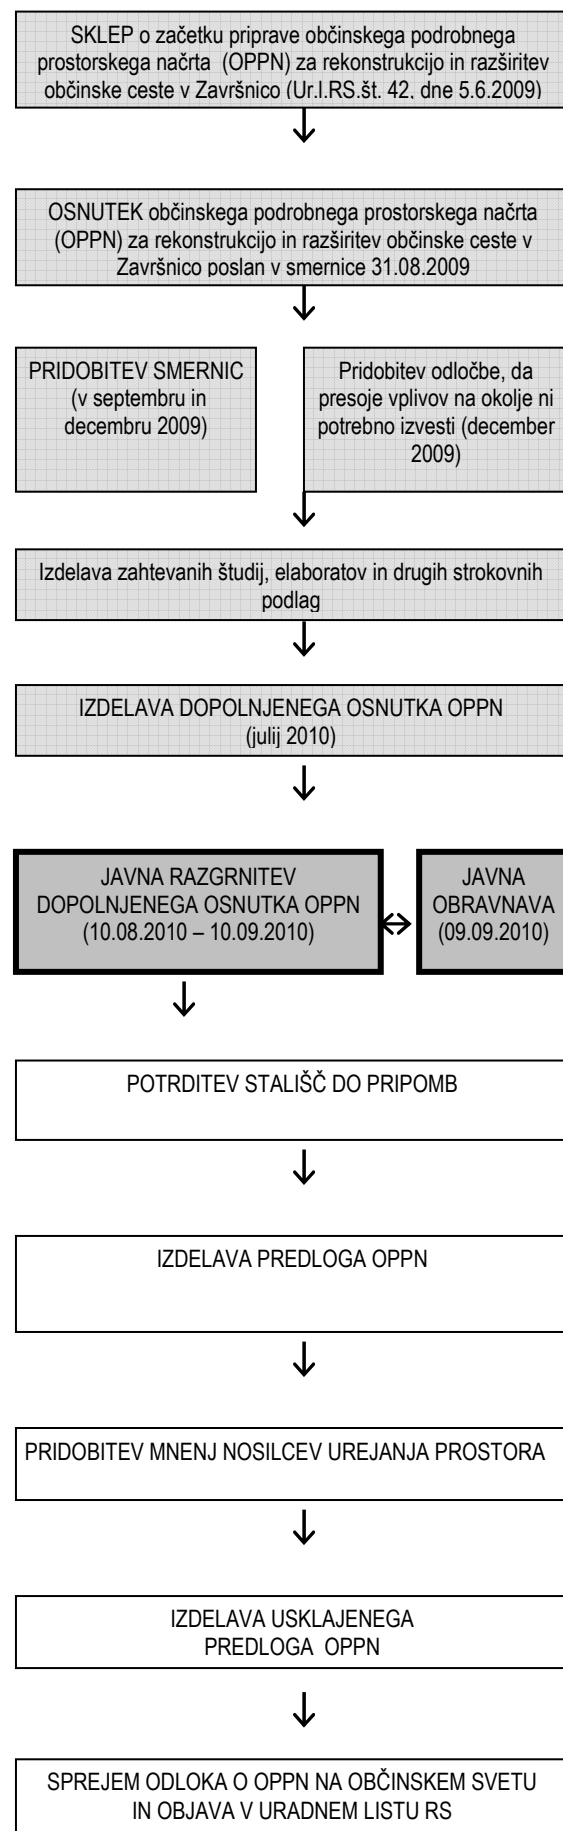 SKLEP o začetku priprave občinskega podrobnega
prostorskega načrta (OPPN) za rekonstrukcijo in razširitev
občinske ceste v Završnico (Ur.l.RS.št. 42, dne 5.6.2009)
OSNUTEK občinskega podrobnega prostorskega načrta
(OPPN) za rekonstrukcijo in razširitev občinske ceste v
Završnico poslan v smernice 31.08.2009
PRIDOBITEV SMERNIC
(v septembru in
decembru 2009)
Pridobitev odločbe, da
presoje vplivov na okolje ni
potrebno izvesti (december
2009)
Izdelava zahtevanih študij, elaboratov in drugih strokovnih
podlag
IZDELAVA DOPOLNJENEGA OSNUTKA OPPN
(julij 2010)
JAVNA RAZGRNITEV
DOPOLNJENEGA OSNUTKA OPPN
(10.08.2010 – 10.09.2010)
JAVNA
OBRAVNAVA
(09.09.2010)
POTRDITEV STALIŠČ DO PRIPOMB
IZDELAVA PREDLOGA OPPN
PRIDOBITEV MNENJ NOSILCEV UREJANJA PROSTORA
IZDELAVA USKLAJENEGA
PREDLOGA OPPN
SPREJEM ODLOKA O OPPN NA OBČINSKEM SVETU
IN OBJAVA V URADNEM LISTU RS